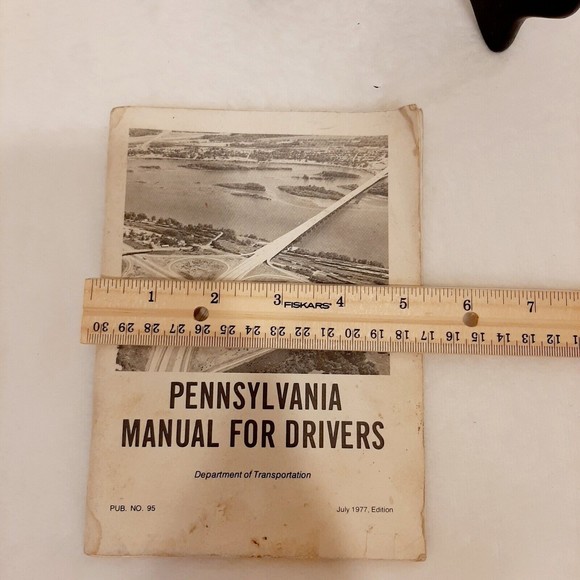 1 2 3 FISKARS® 4 5 6 7
30 29 28 27 26 25 24 23 22 21 20 19 18 17 16 15 14 13 12
PENNSYLVANIA
MANUAL FOR DRIVERS
Department of Transportation
PUB. NO. 95 July 1977, Edition